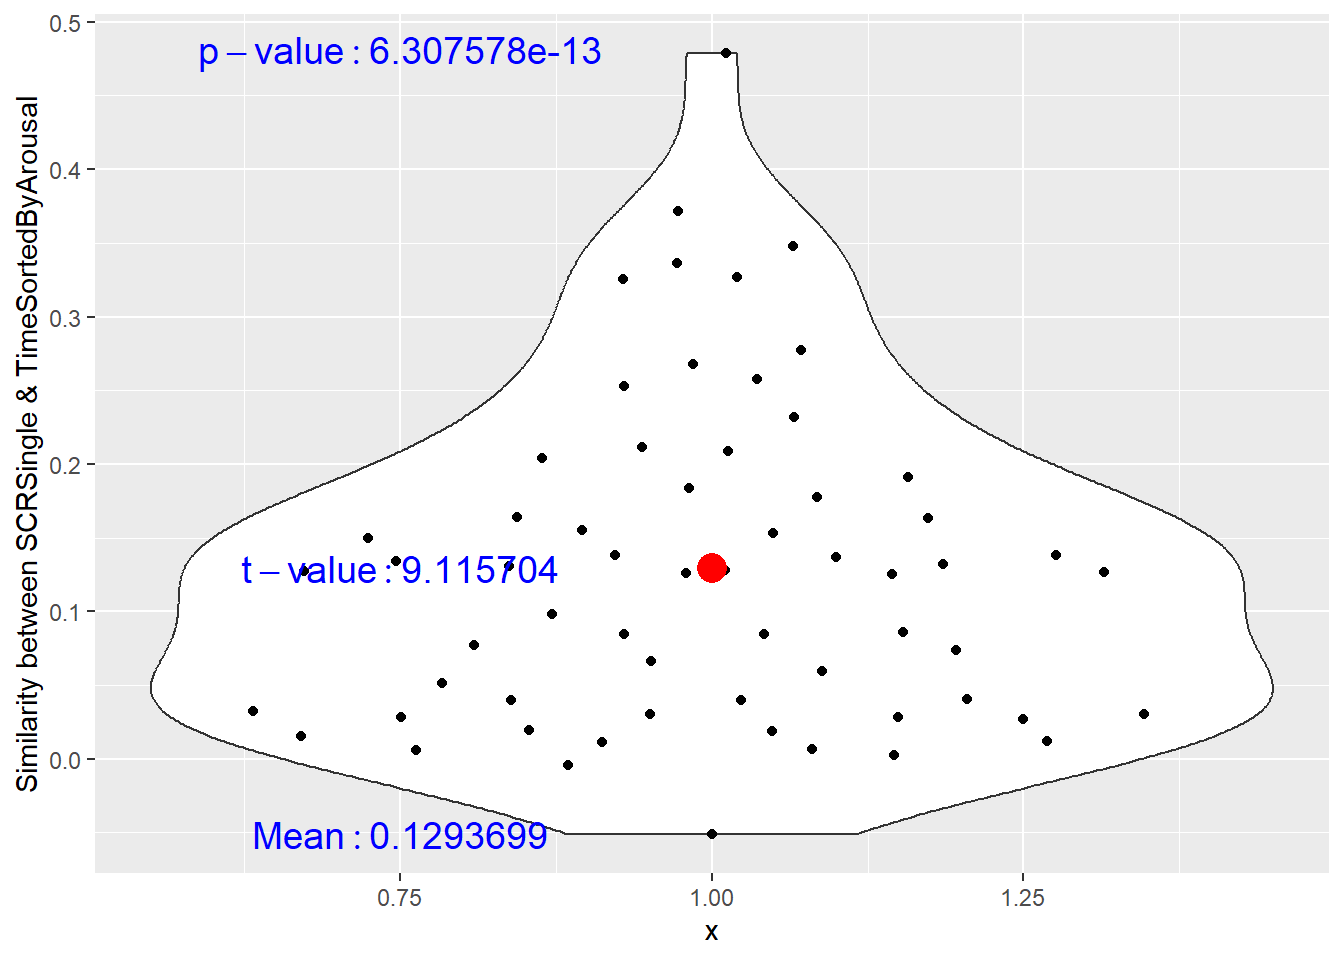 p − value : 6.307578e-13
t − value : 9.115704
Mean : 0.1293699
Similarity between SCRSingle & TimeSortedByArousal
0.5
0.4
0.3
0.2
0.1
0.0
0.75 1.00 1.25
x